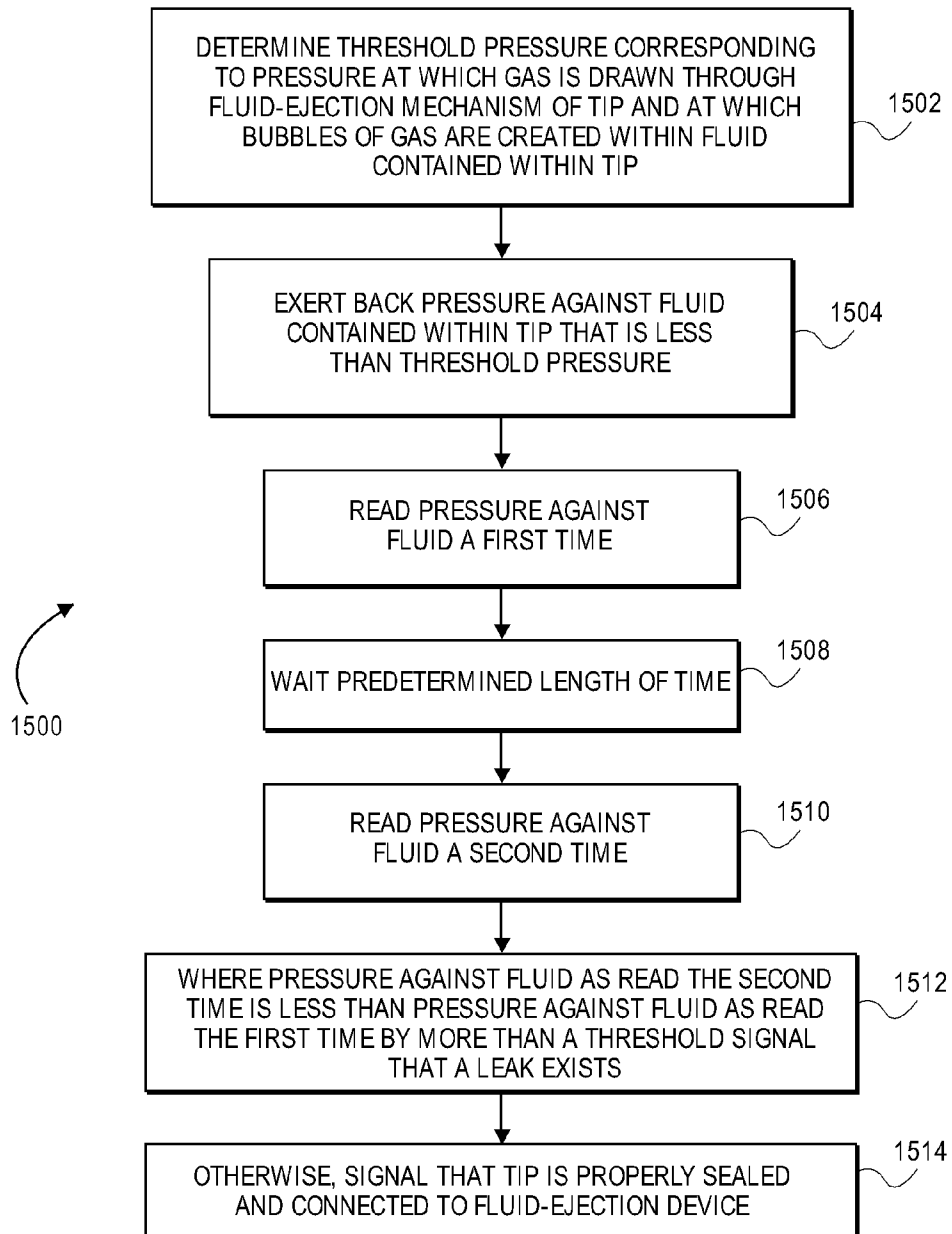 DETERMINE THRESHOLD PRESSURE CORRESPONDING
TO PRESSURE AT WHICH GAS IS DRAWN THROUGH
FLUID-EJECTION MECHANISM OF TIP AND AT WHICH
BUBBLES OF GAS ARE CREATED WITHIN FLUID
CONTAINED WITHIN TIP
1502
EXERT BACK PRESSURE AGAINST FLUID
CONTAINED WITHIN TIP THAT IS LESS
THAN THRESHOLD PRESSURE
1504
READ PRESSURE AGAINST
FLUID A FIRST TIME
1506
WAIT PREDETERMINED LENGTH OF TIME
1508
1500
READ PRESSURE AGAINST
FLUID A SECOND TIME
1510
WHERE PRESSURE AGAINST FLUID AS READ THE SECOND
TIME IS LESS THAN PRESSURE AGAINST FLUID AS READ
THE FIRST TIME BY MORE THAN A THRESHOLD SIGNAL
THAT A LEAK EXISTS
1512
OTHERWISE, SIGNAL THAT TIP IS PROPERLY SEALED
AND CONNECTED TO FLUID-EJECTION DEVICE
1514